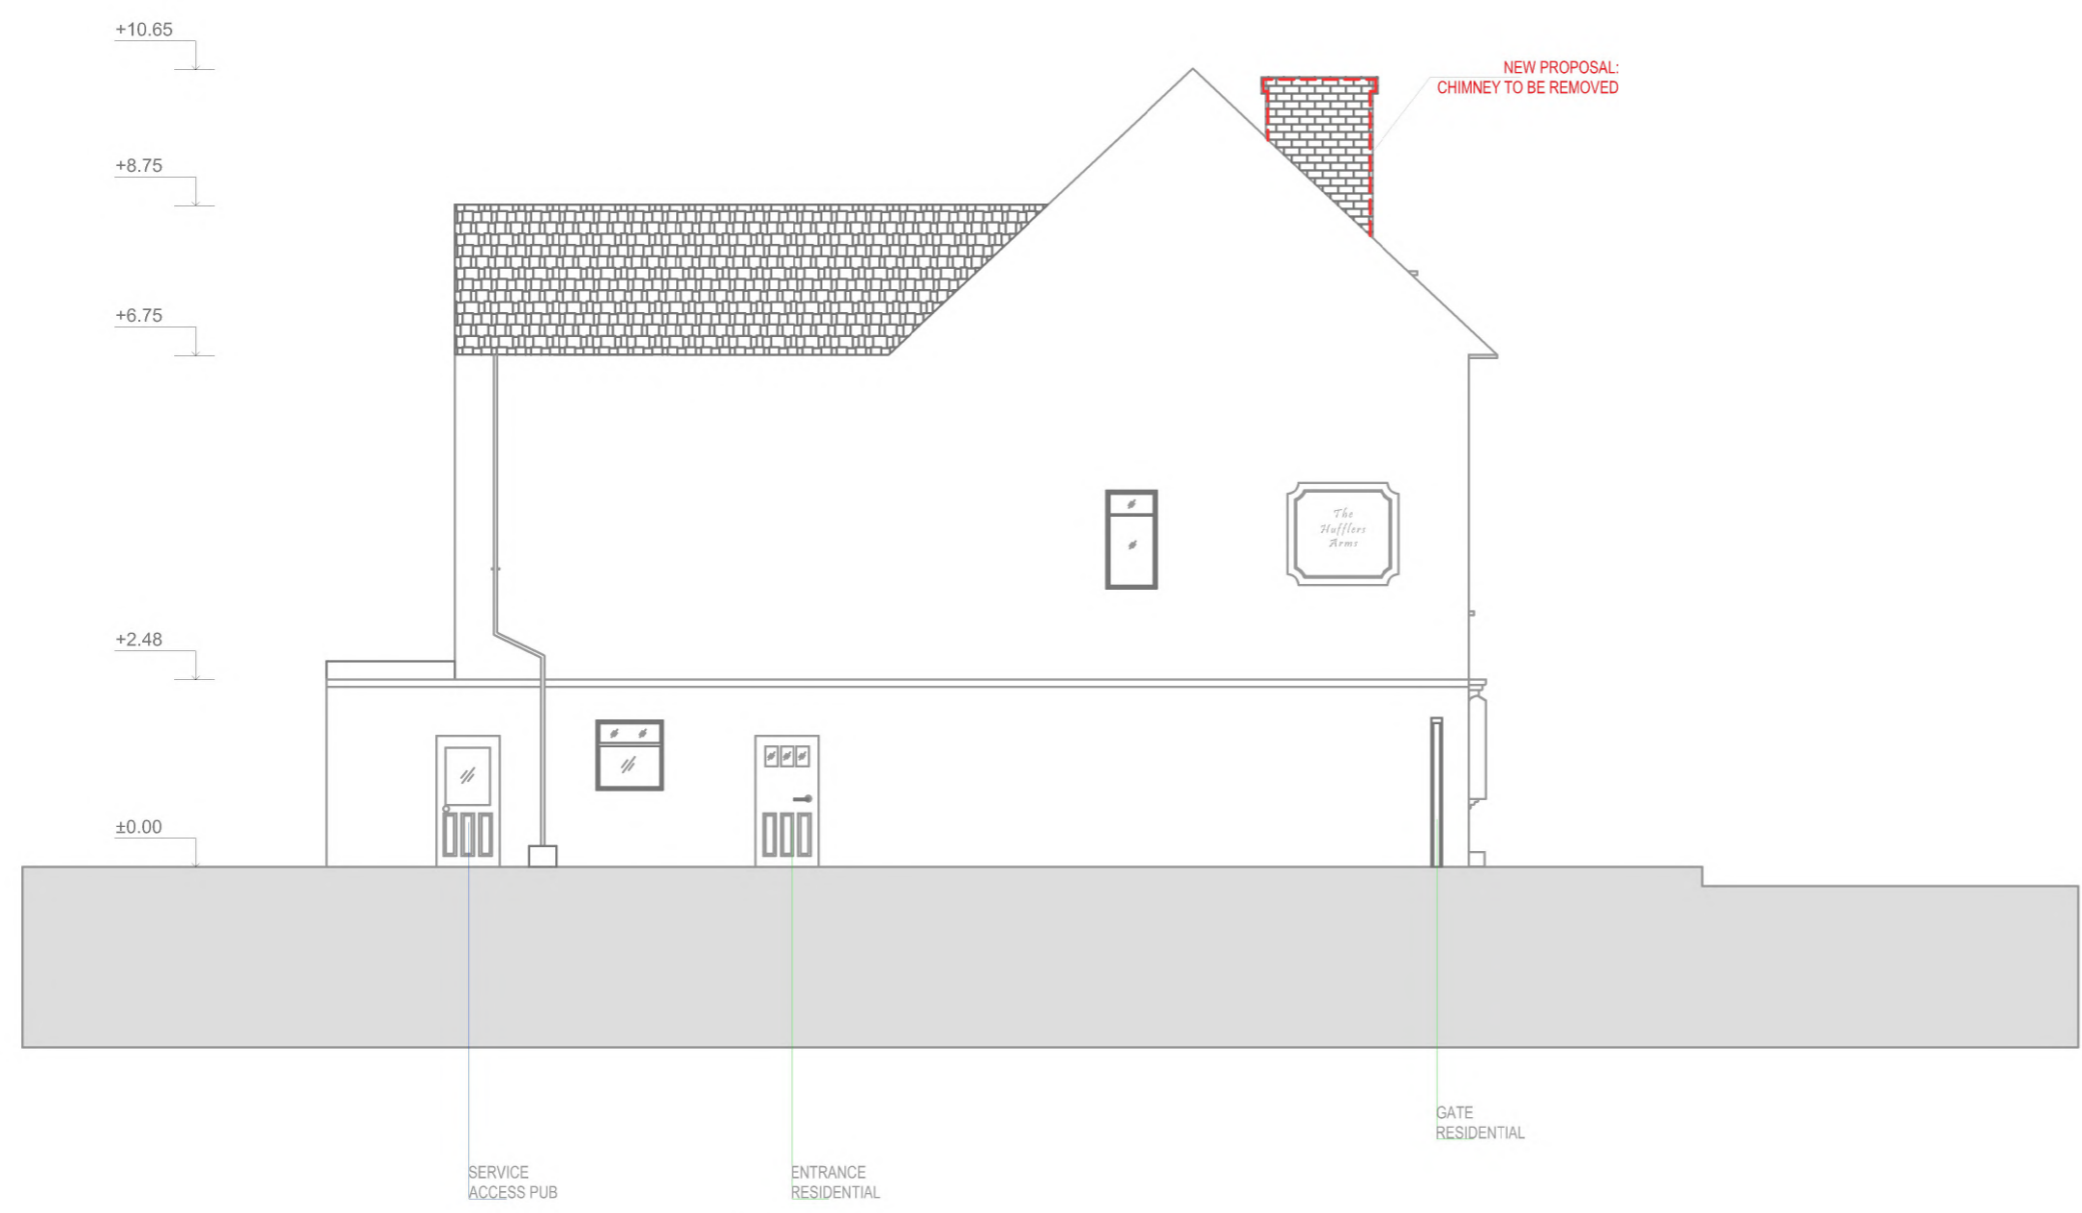 +10.65
NEW PROPOSAL:
CHIMNEY TO BE REMOVED
+8.75
+6.75
The
Hufflers
Arms
+2.48
±0.00
GATE
RESIDENTIAL
SERVICE
ACCESS PUB
ENTRANCE
RESIDENTIAL